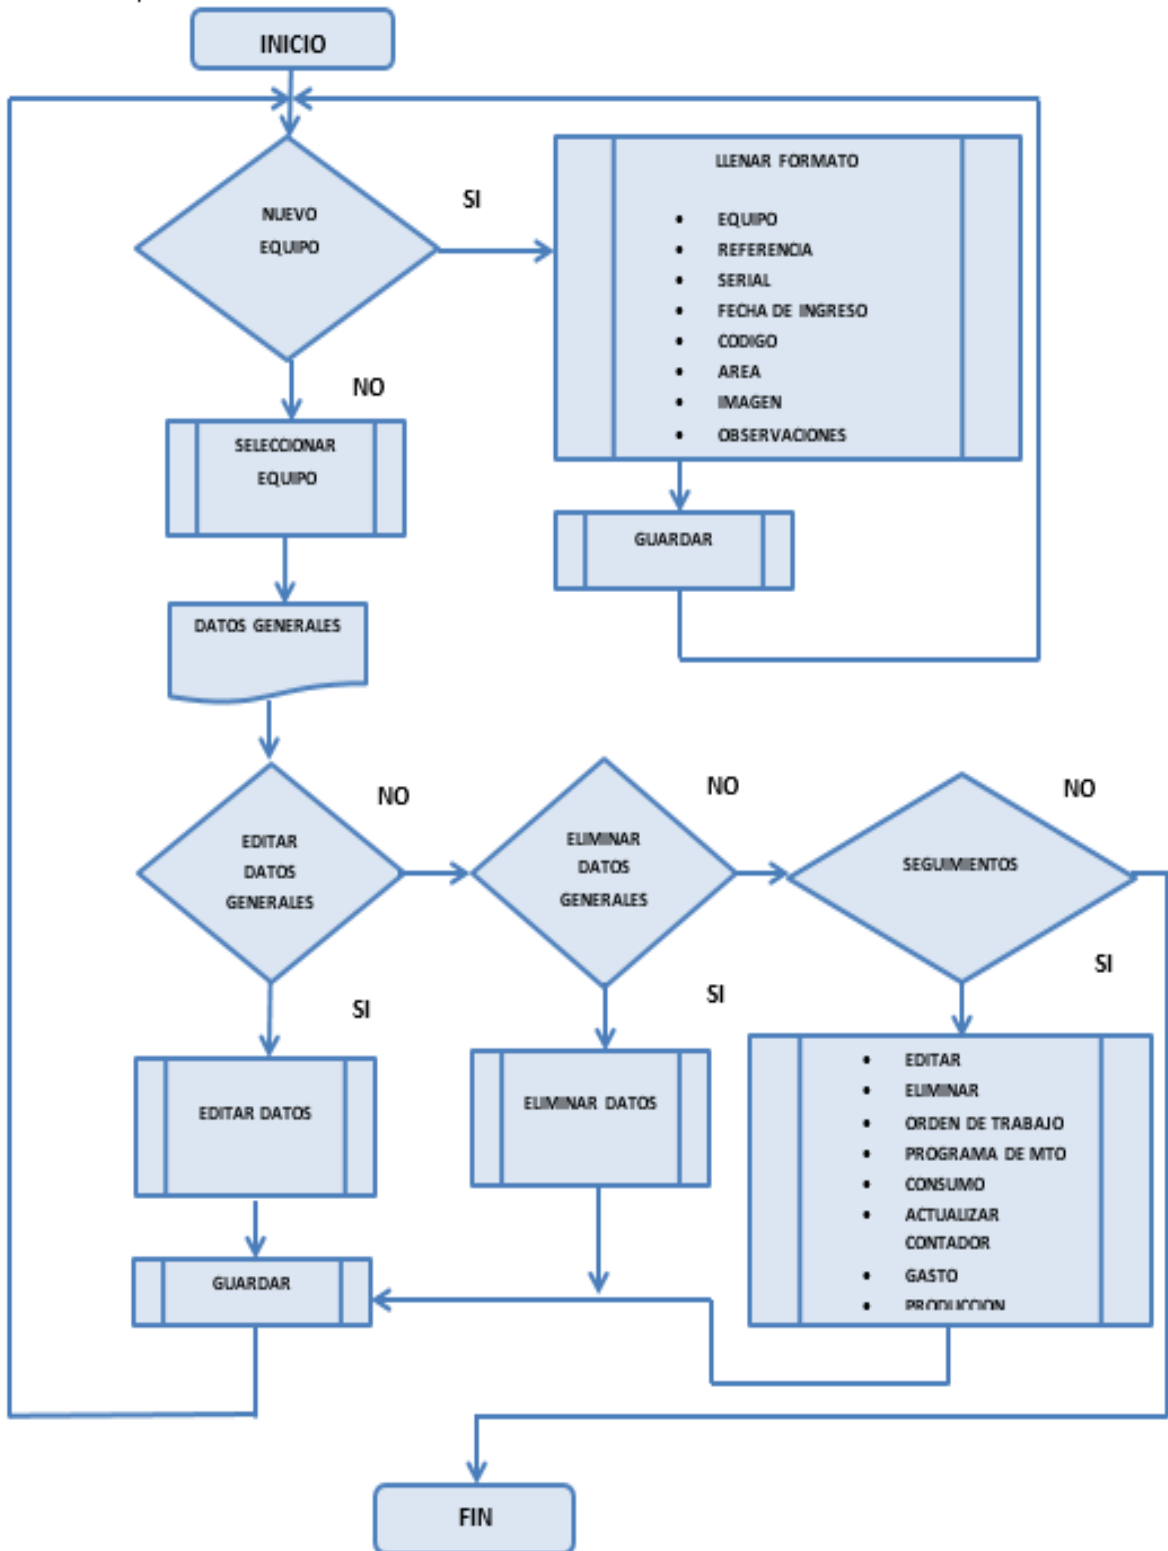 INICIO
NUEVO
EQUIPO
SI
LLENAR FORMATO
• EQUIPO
• REFERENCIA
• SERIAL
• FECHA DE INGRESO
• CODIGO
• AREA
• IMAGEN
• OBSERVACIONES
NO
SELECCIONAR
EQUIPO
GUARDAR
DATOS GENERALES
EDITAR
DATOS
GENERALES
NO
ELIMINAR
DATOS
GENERALES
NO
SEGUIMIENTOS
NO
SI
SI
SI
EDITAR DATOS
ELIMINAR DATOS
• EDITAR
• ELIMINAR
• ORDEN DE TRABAJO
• PROGRAMA DE MTO
• CONSUMO
• ACTUALIZAR
CONTADOR
• GASTO
• PRODUCCION
GUARDAR
FIN